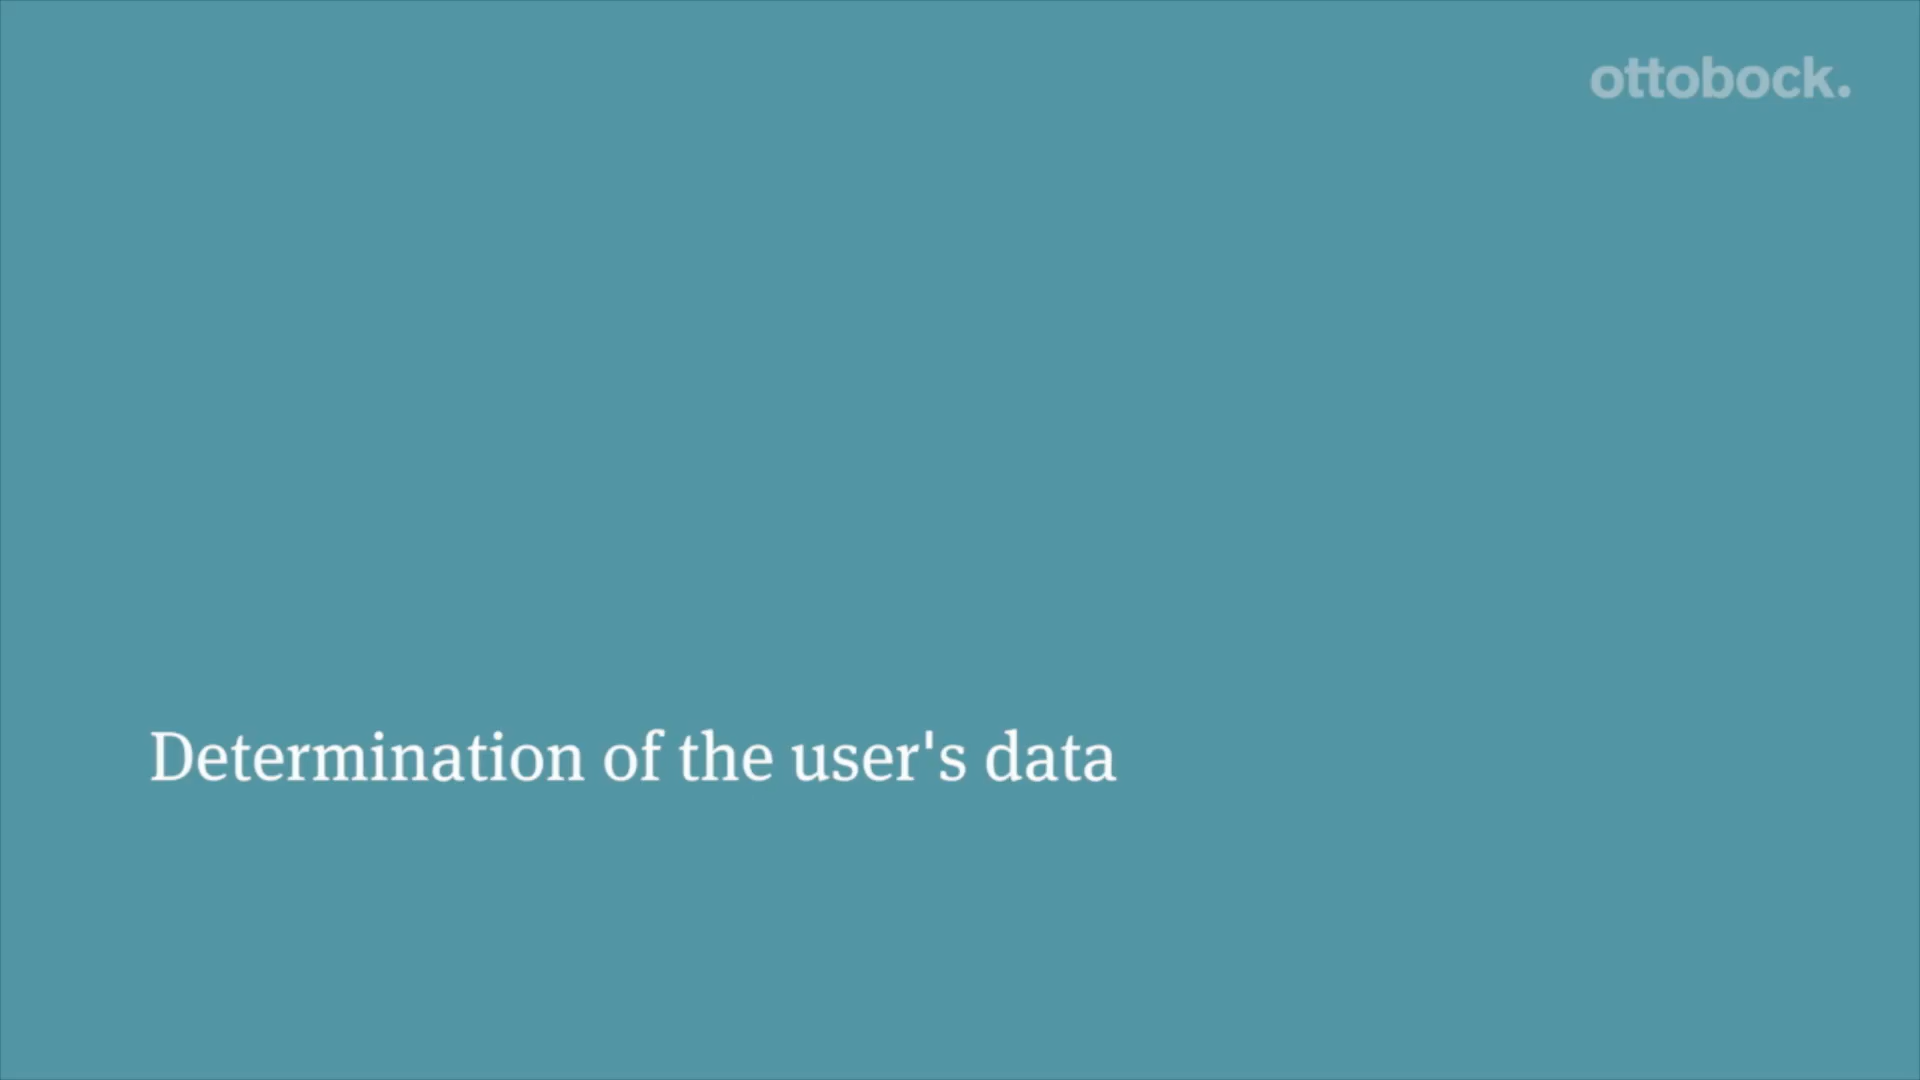 ottobock.
Determination of the user's data